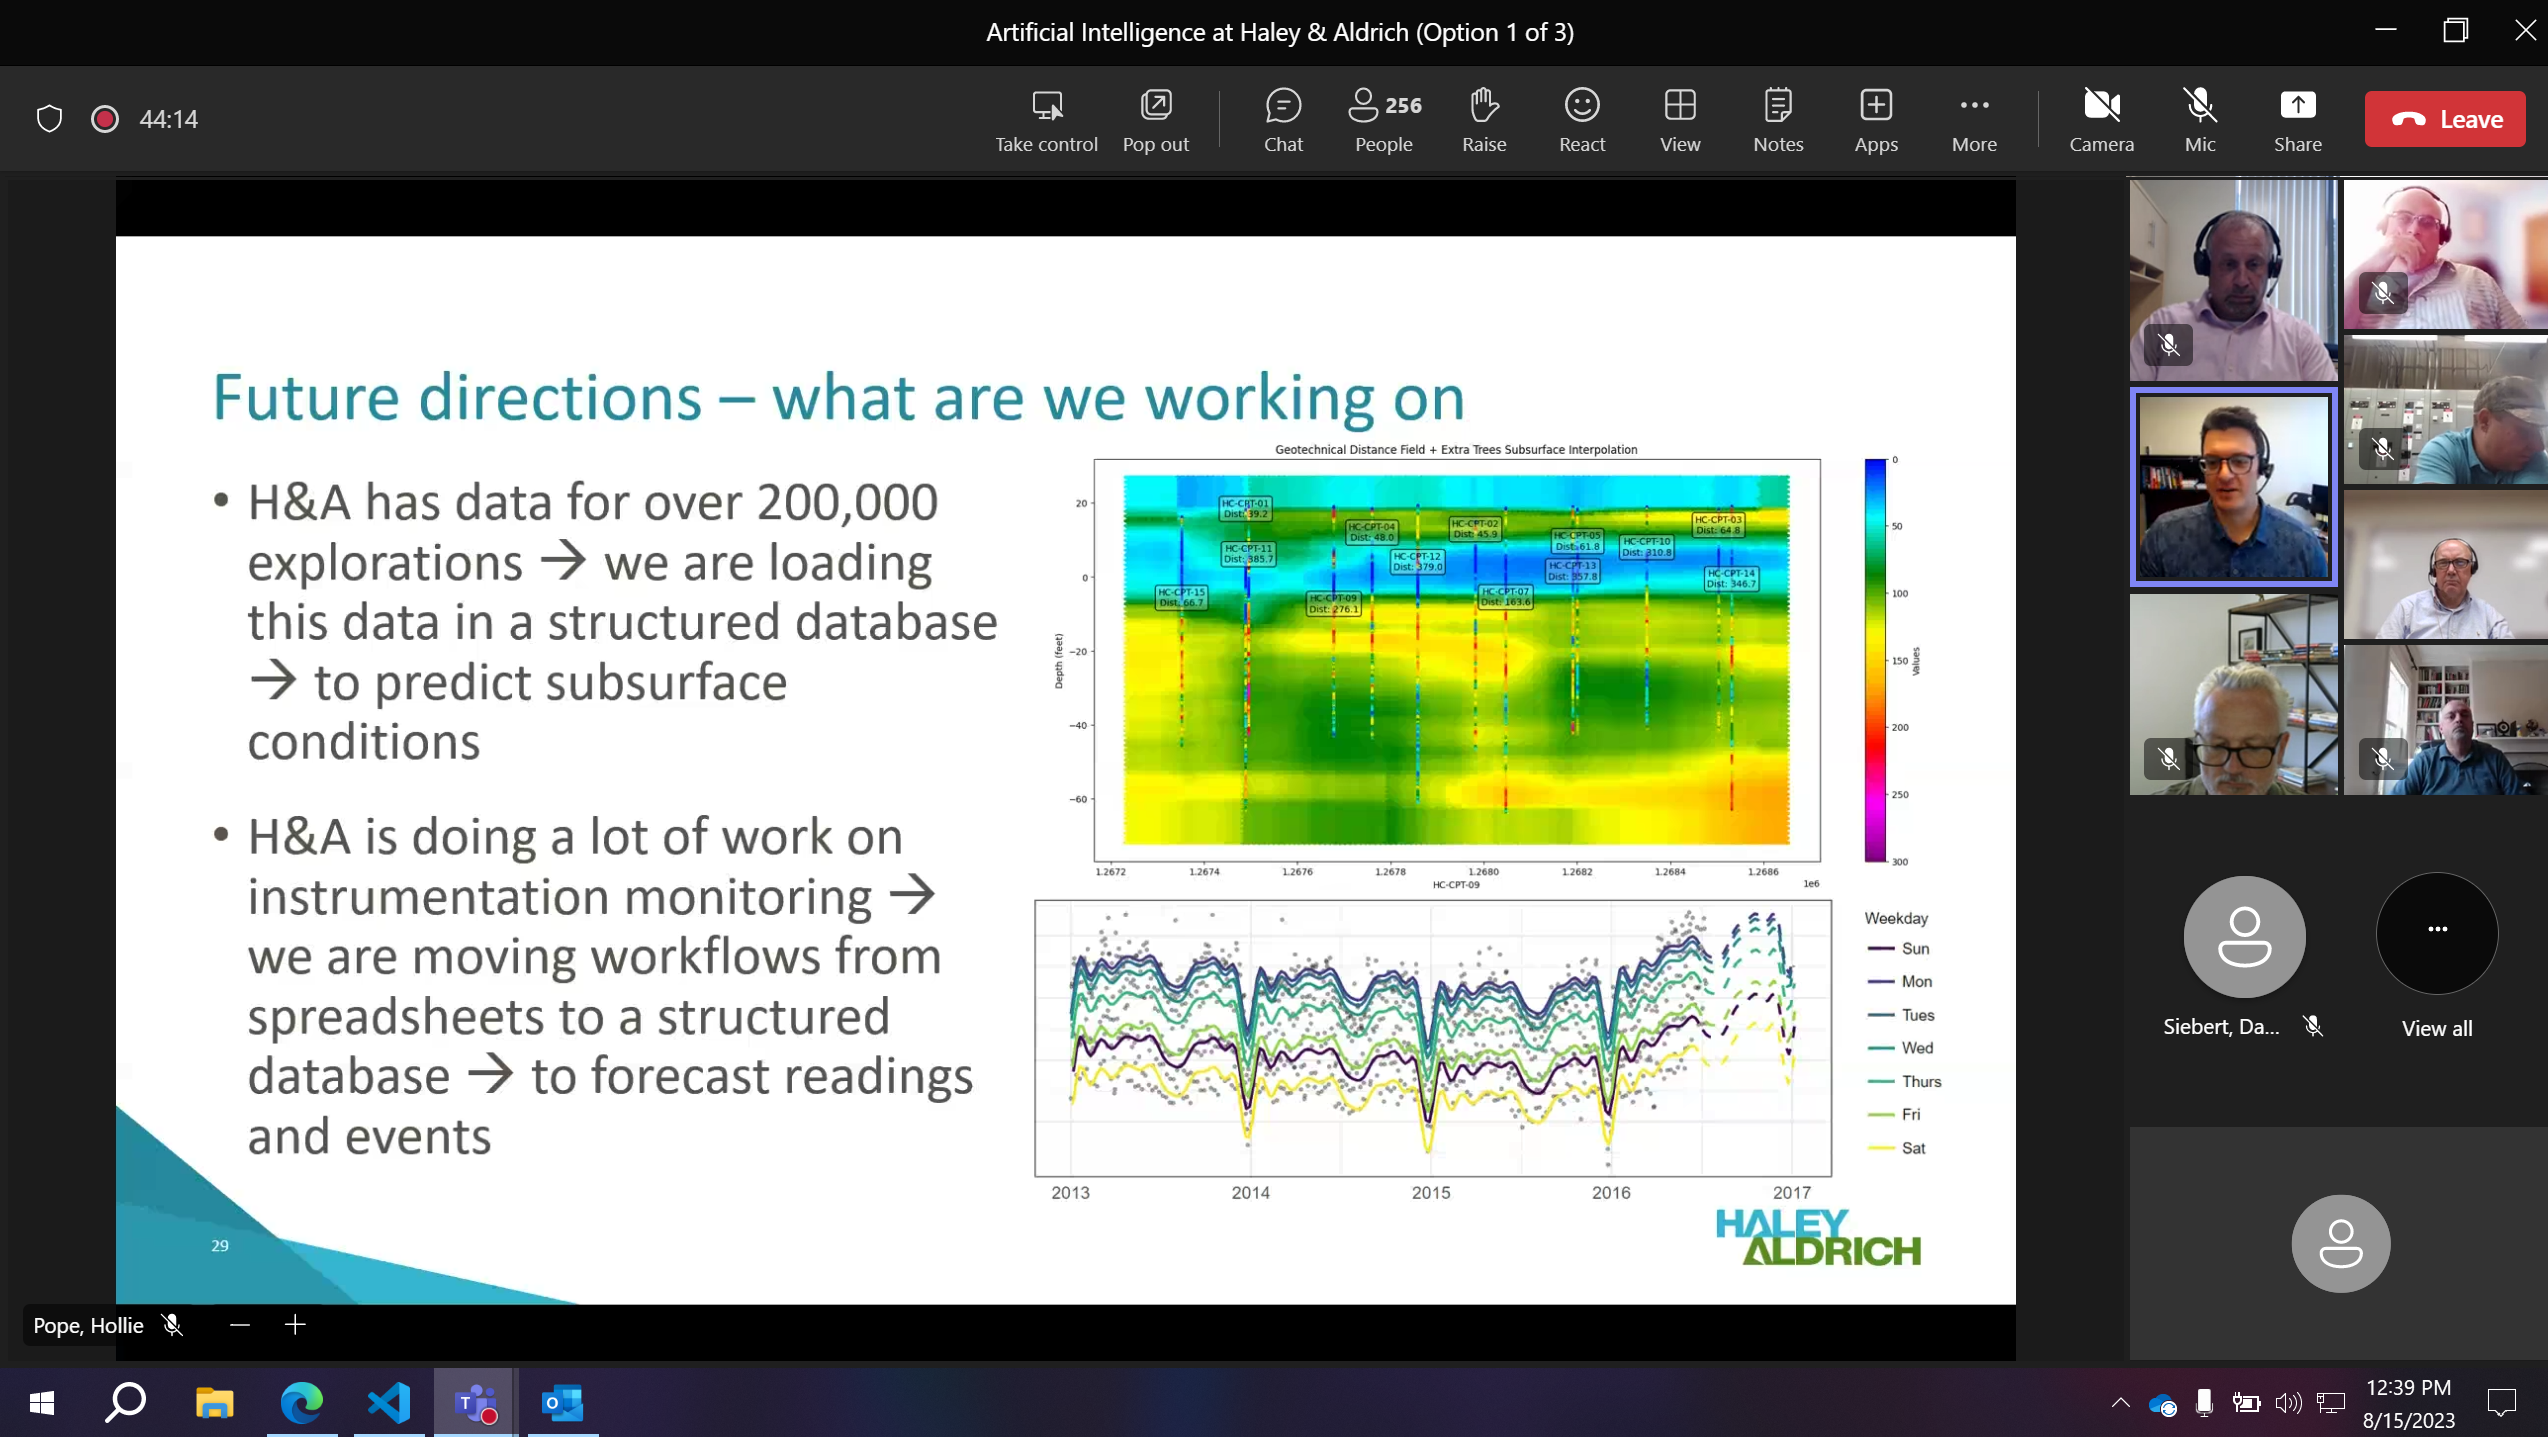 Artificial Intelligence at Haley & Aldrich (Option 1 of 3)
44:14
Take control
Pop out
Chat
256
People
Raise
React
View
Notes
Apps
More
Camera
Mic
Share
Leave
Future directions – what are we working on
• H&A has data for over 200,000
explorations → we are loading
this data in a structured database
→ to predict subsurface
conditions
• H&A is doing a lot of work on
instrumentation monitoring →
we are moving workflows from
spreadsheets to a structured
database → to forecast readings
and events
29
Geotechnical Distance Field + Extra Trees Subsurface Interpolation
Depth (feet)
20
0
−20
−40
−60
HC-CPT-01
Dist: 39.2
HC-CPT-11
Dist: 385.7
HC-CPT-15
Dist: 66.7
HC-CPT-04
Dist: 48.0
HC-CPT-09
Dist: 276.1
HC-CPT-12
Dist: 379.0
HC-CPT-02
Dist: 45.9
HC-CPT-07
Dist: 163.6
HC-CPT-05
Dist: 61.8
HC-CPT-13
Dist: 357.8
HC-CPT-10
Dist: 310.8
HC-CPT-03
Dist: 64.8
HC-CPT-14
Dist: 346.7
1.2672 1.2674 1.2676 1.2678 1.2680 1.2682 1.2684 1.2686
1e6
HC-CPT-09
0
50
100
150
200
250
300
Values
Weekday
Sun
Mon
Tues
Wed
Thurs
Fri
Sat
2013 2014 2015 2016 2017
HALEY
ALDRICH
Siebert, Da...
View all
Pope, Hollie
12:39 PM
8/15/2023